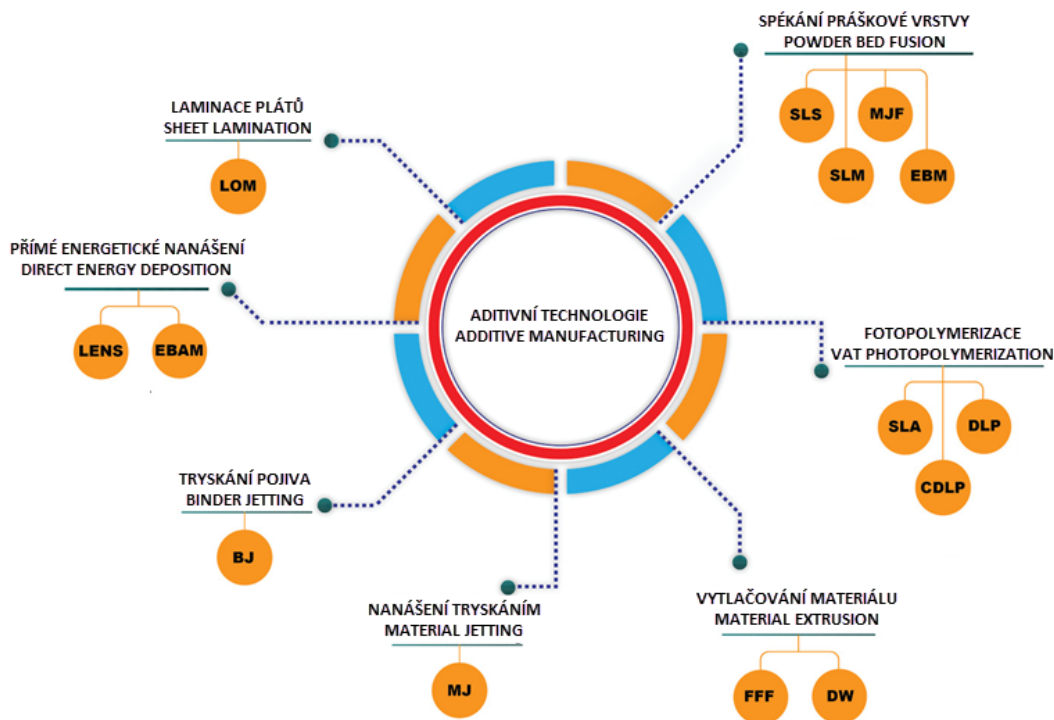 SPÉKÁNÍ PRÁŠKOVÉ VRSTVY
POWDER BED FUSION
SLS
MJF
SLM
EBM
LAMINACE PLÁTŮ
SHEET LAMINATION
LOM
PŘÍMÉ ENERGETICKÉ NANÁŠENÍ
DIRECT ENERGY DEPOSITION
LENS
EBAM
ADITIVNÍ TECHNOLOGIE
ADDITIVE MANUFACTURING
FOTOPOLYMERIZACE
VAT PHOTOPOLYMERIZATION
SLA
DLP
CDLP
TRYSKÁNÍ POJIVA
BINDER JETTING
BJ
NANÁŠENÍ TRYSKÁNÍM
MATERIAL JETTING
MJ
VYTLAČOVÁNÍ MATERIÁLU
MATERIAL EXTRUSION
FFF
DW